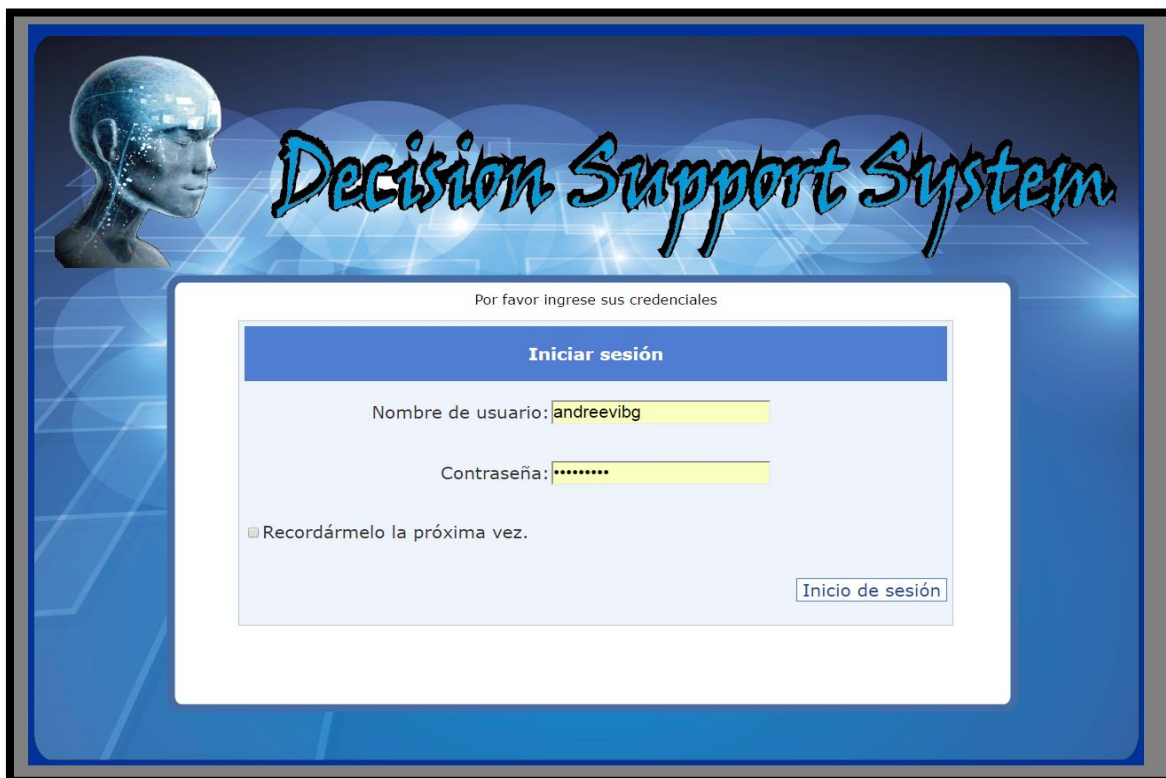 Decision Support System
Por favor ingrese sus credenciales
Iniciar sesión
Nombre de usuario: andreevibg
Contraseña: •••••••••
Recordármelo la próxima vez.
Inicio de sesión